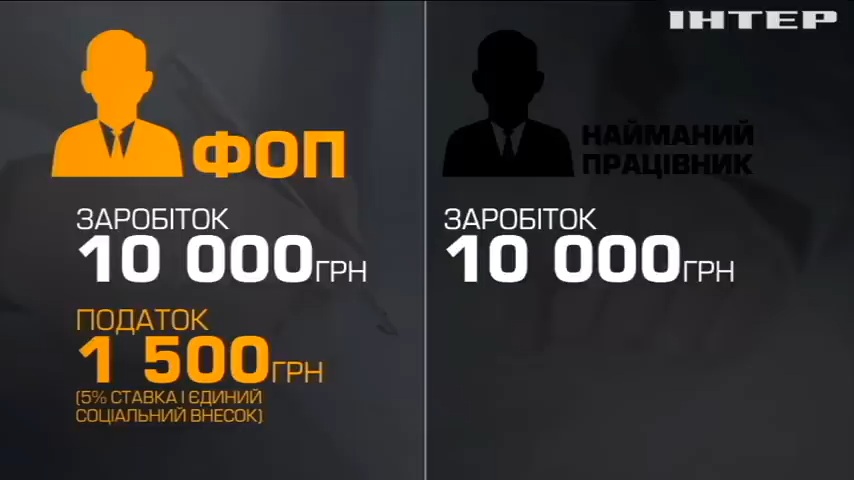 ІНТЕР
ФОП
ЗАРОБІТОК
10 000ГРН
ПОДАТОК
1 500ГРН
(5% СТАВКА І ЄДИНИЙ
СОЦІАЛЬНИЙ ВНЕСОК)
НАЙМАНИЙ
ПРАЦІВНИК
ЗАРОБІТОК
10 000ГРН